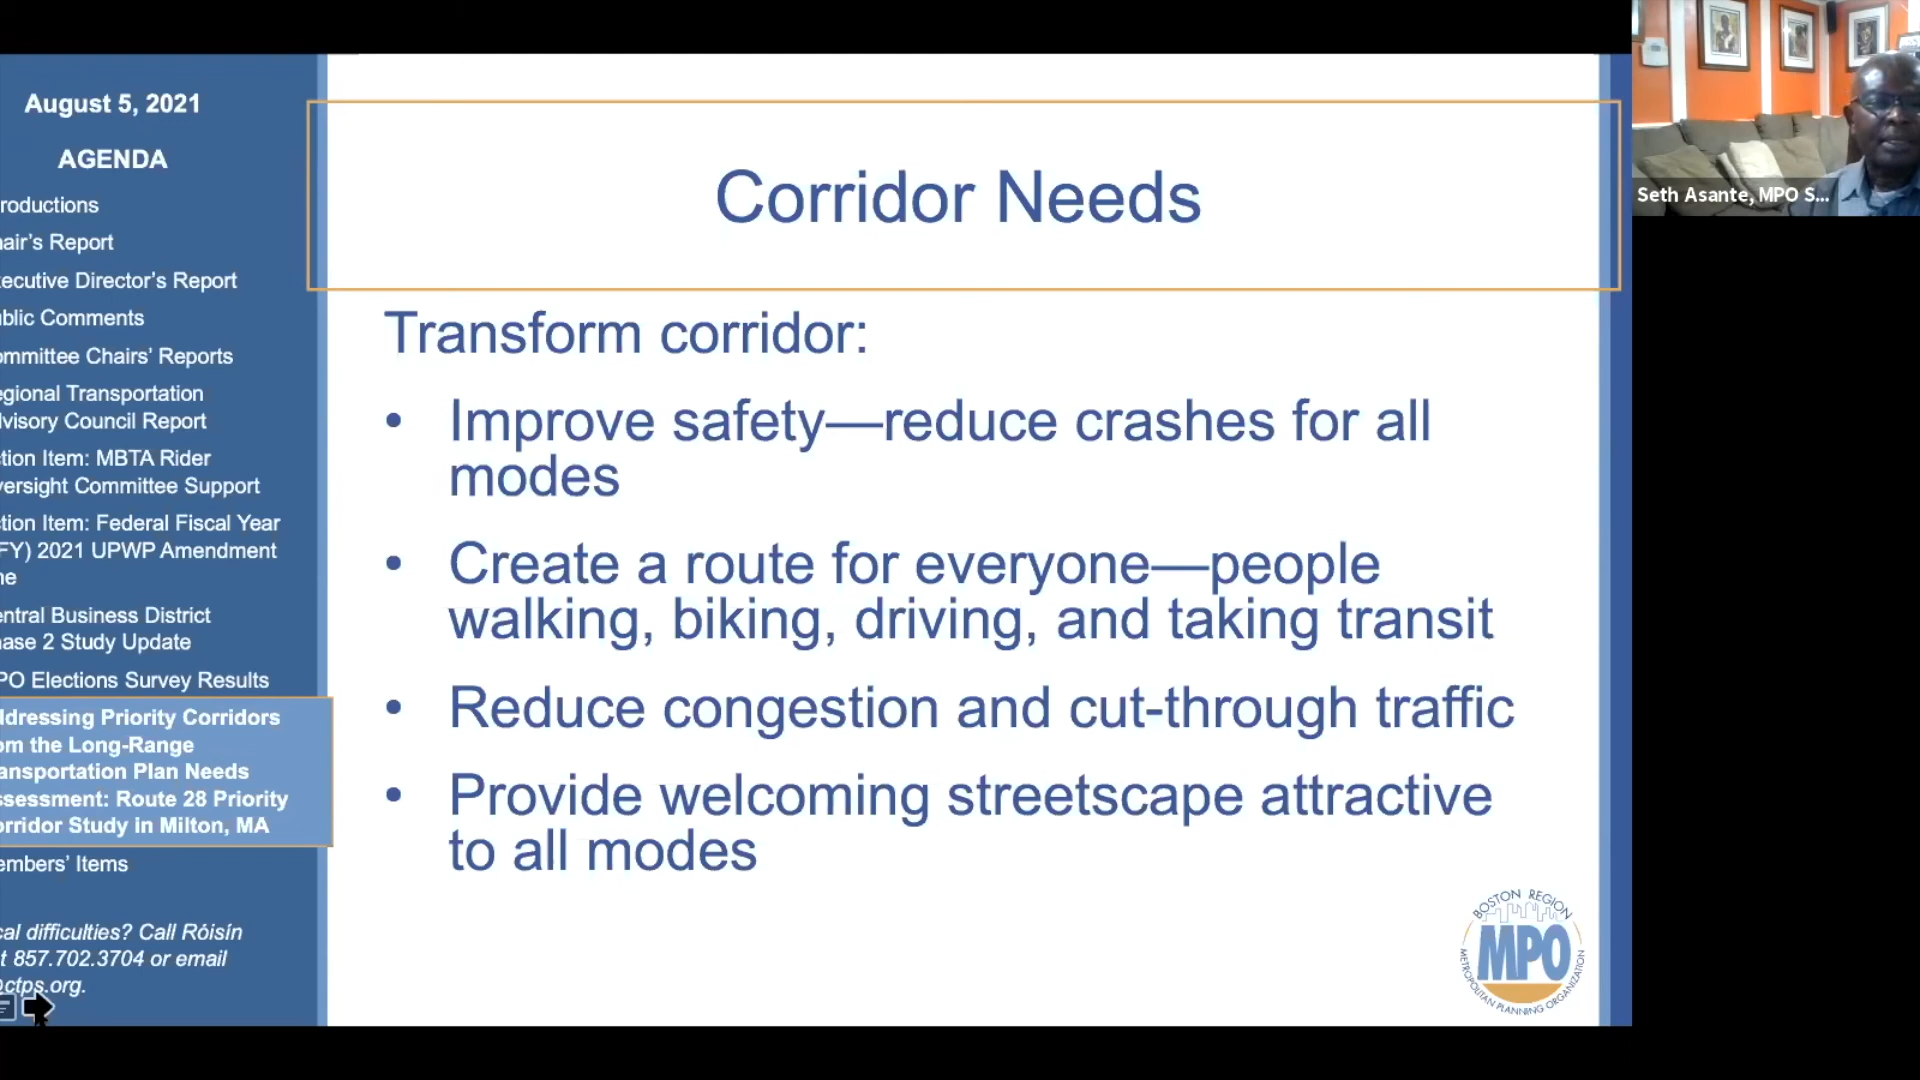 August 5, 2021
AGENDA
roductions
air's Report
ecutive Director's Report
blic Comments
mmittee Chairs' Reports
egional Transportation
visory Council Report
tion Item: MBTA Rider
versight Committee Support
tion Item: Federal Fiscal Year
FY) 2021 UPWP Amendment
ne
entral Business District
ase 2 Study Update
PO Elections Survey Results
ddressing Priority Corridors
om the Long-Range
ansportation Plan Needs
ssessment: Route 28 Priority
orridor Study in Milton, MA
embers' Items
cal difficulties? Call Róisín
t 857.702.3704 or email
@ctps.org.
Corridor Needs
Transform corridor:
• Improve safety—reduce crashes for all
modes
• Create a route for everyone—people
walking, biking, driving, and taking transit
• Reduce congestion and cut-through traffic
• Provide welcoming streetscape attractive
to all modes
BOSTON REGION
MPO
METROPOLITAN PLANNING ORGANIZATION
Seth Asante, MPO S...